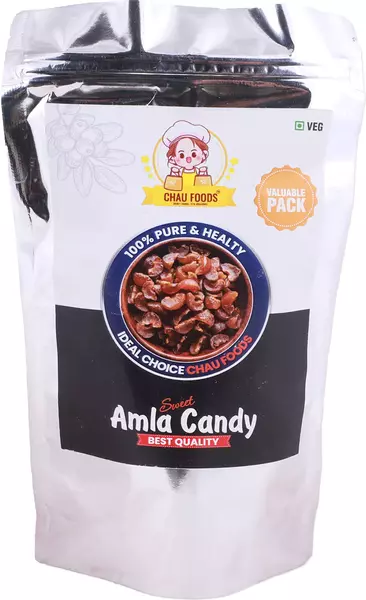 VEG
CHAU FOODS
VALUABLE
PACK
100% PURE & HEALTY
IDEAL CHOICE CHAU FOODS
Sweet
Amla Candy
BEST QUALITY